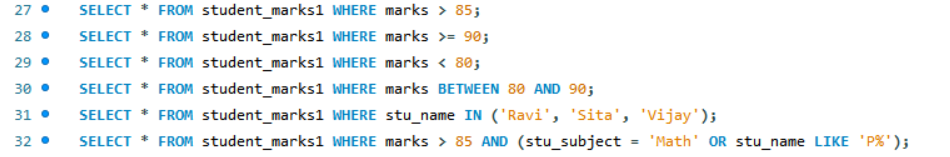 27 SELECT * FROM student_marks1 WHERE marks > 85;
28 SELECT * FROM student_marks1 WHERE marks >= 90;
29 SELECT * FROM student_marks1 WHERE marks < 80;
30 SELECT * FROM student_marks1 WHERE marks BETWEEN 80 AND 90;
31 SELECT * FROM student_marks1 WHERE stu_name IN ('Ravi', 'Sita', 'Vijay');
32 SELECT * FROM student_marks1 WHERE marks > 85 AND (stu_subject = 'Math' OR stu_name LIKE 'P%');